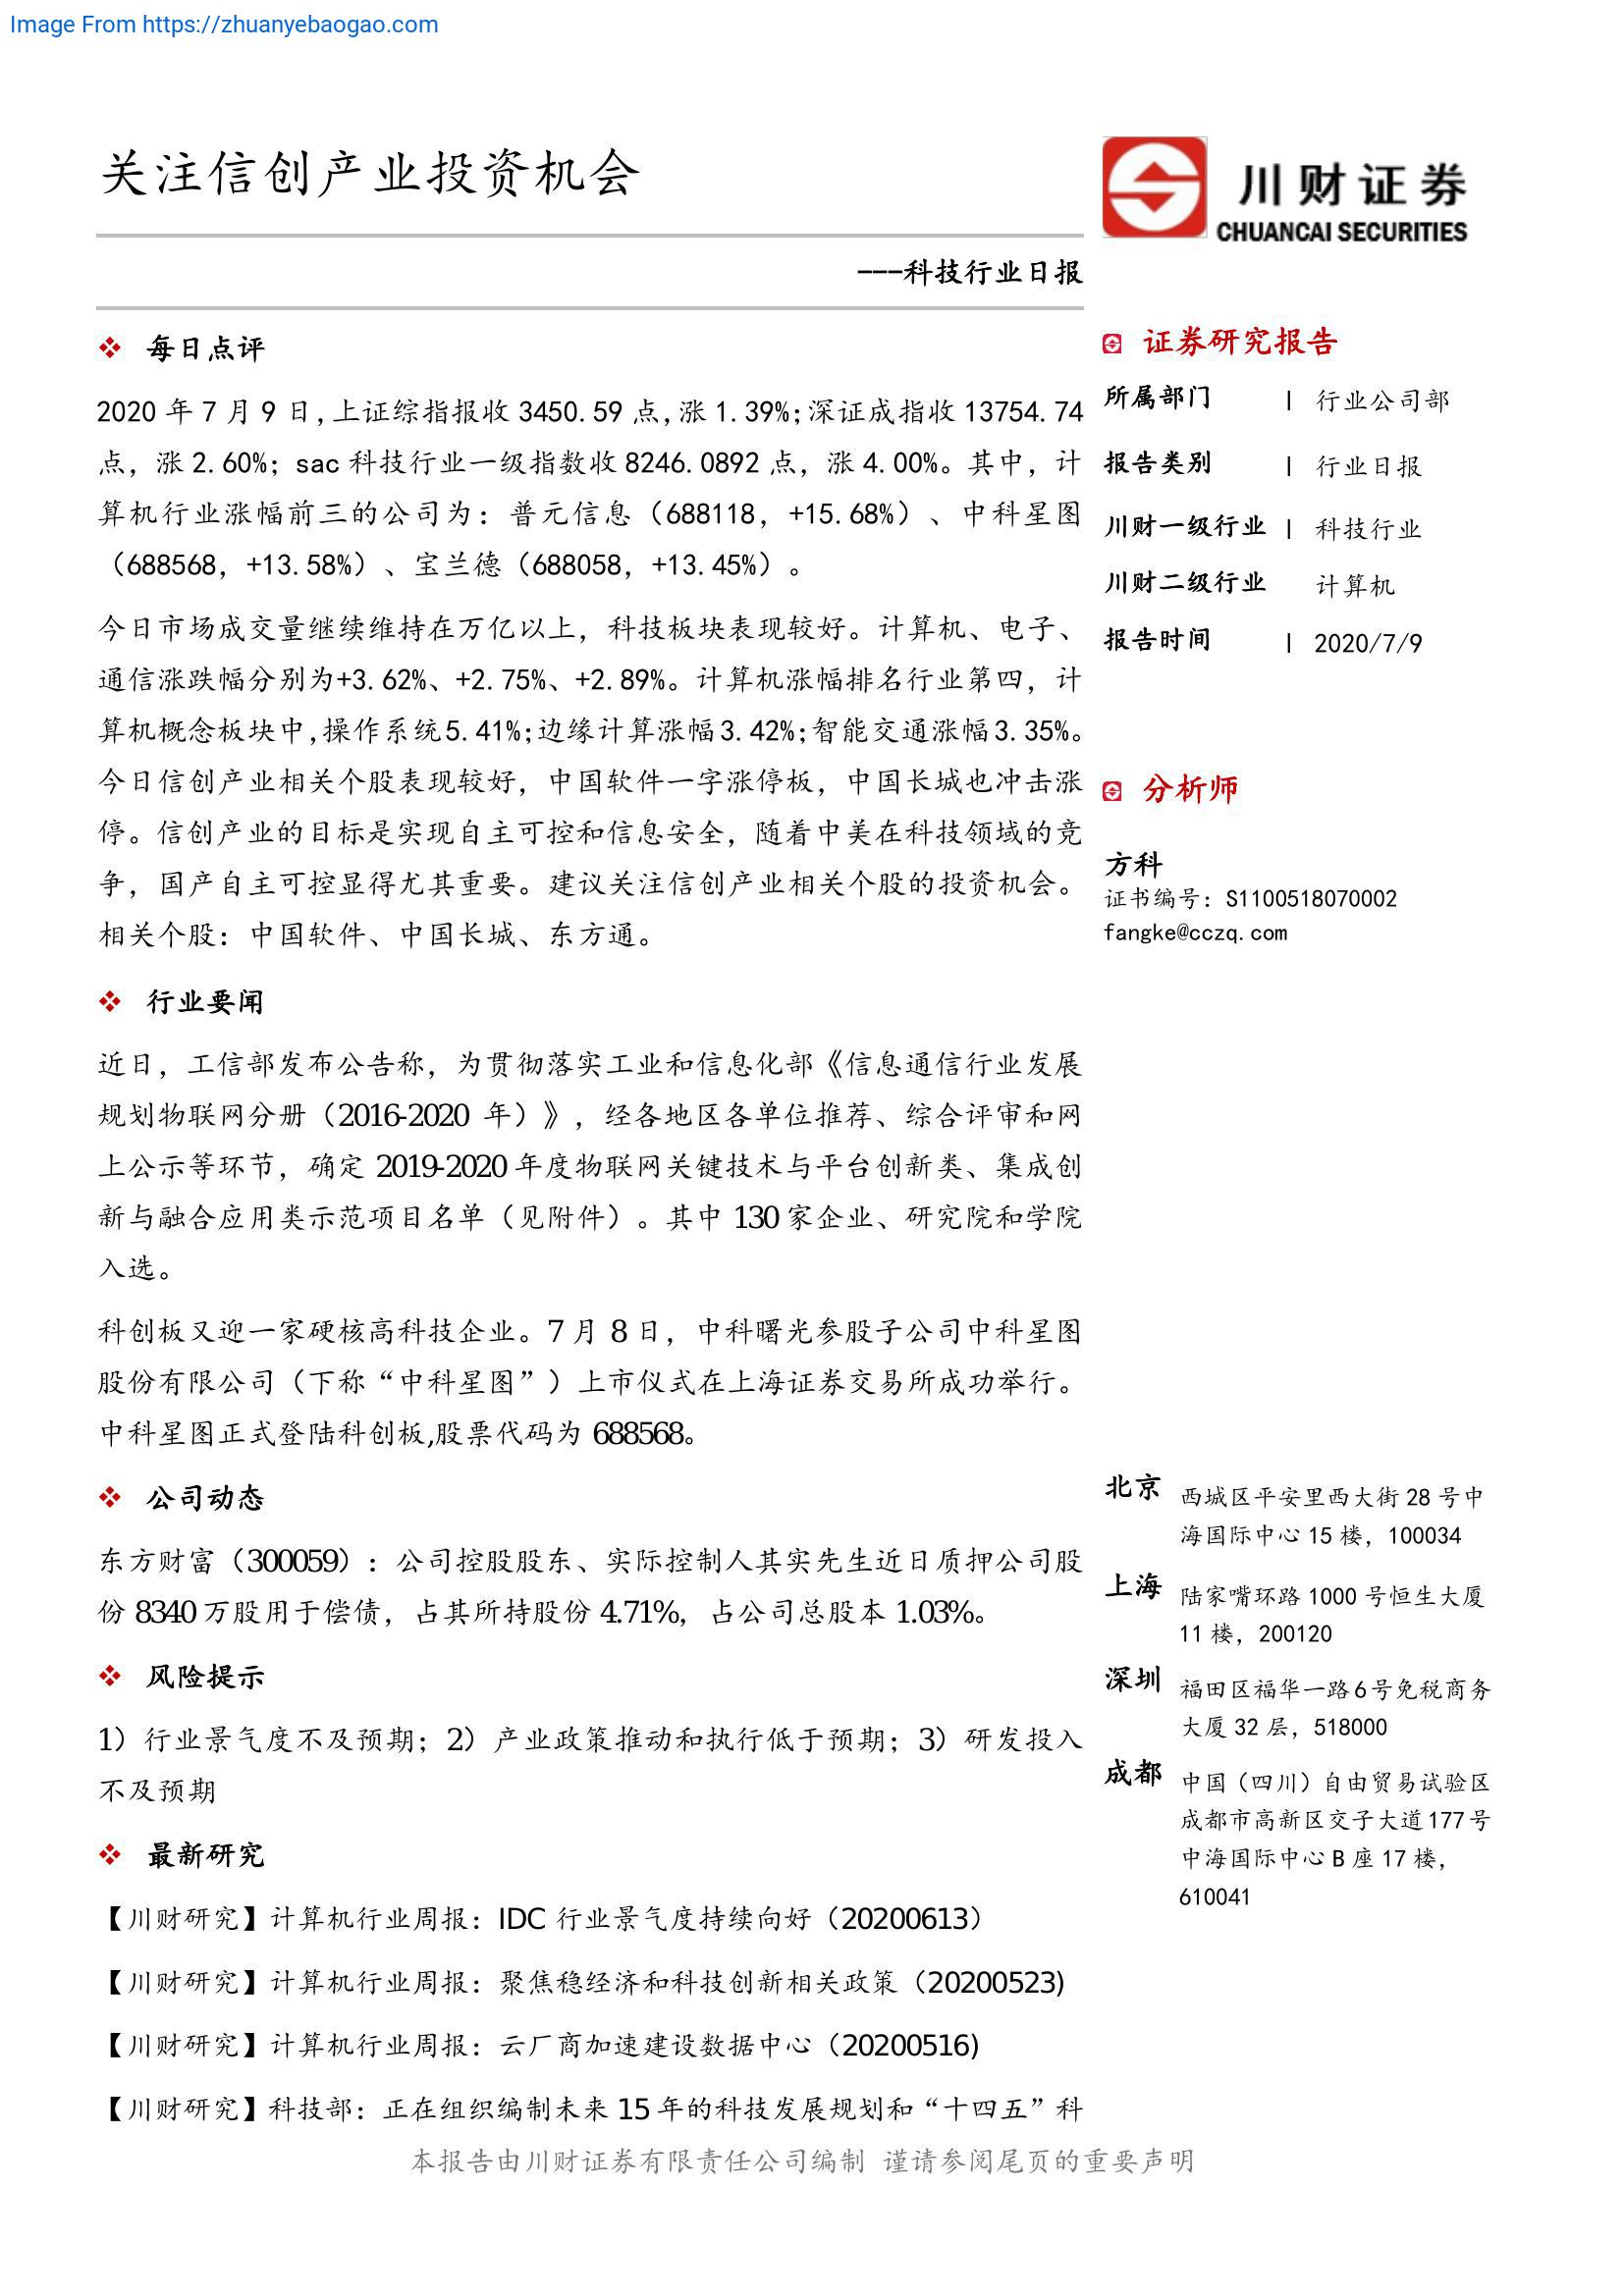 Image From https://zhuanyebaogao.com
关注信创产业投资机会
川财证券
CHUANCAI SECURITIES
---科技行业日报
❖ 每日点评
2020 年 7 月 9 日,上证综指报收 3450.59 点,涨 1.39%;深证成指收 13754.74
点，涨 2.60%；sac 科技行业一级指数收 8246.0892 点，涨 4.00%。其中，计
算机行业涨幅前三的公司为：普元信息（688118，+15.68%）、中科星图
（688568，+13.58%）、宝兰德（688058，+13.45%）。
今日市场成交量继续维持在万亿以上，科技板块表现较好。计算机、电子、
通信涨跌幅分别为+3.62%、+2.75%、+2.89%。计算机涨幅排名行业第四，计
算机概念板块中,操作系统5.41%;边缘计算涨幅3.42%;智能交通涨幅3.35%。
今日信创产业相关个股表现较好，中国软件一字涨停板，中国长城也冲击涨
停。信创产业的目标是实现自主可控和信息安全，随着中美在科技领域的竞
争，国产自主可控显得尤其重要。建议关注信创产业相关个股的投资机会。
相关个股：中国软件、中国长城、东方通。
❖ 行业要闻
近日，工信部发布公告称，为贯彻落实工业和信息化部《信息通信行业发展
规划物联网分册（2016-2020 年）》，经各地区各单位推荐、综合评审和网
上公示等环节，确定 2019-2020 年度物联网关键技术与平台创新类、集成创
新与融合应用类示范项目名单（见附件）。其中 130 家企业、研究院和学院
入选。
科创板又迎一家硬核高科技企业。7 月 8 日，中科曙光参股子公司中科星图
股份有限公司（下称“中科星图”）上市仪式在上海证券交易所成功举行。
中科星图正式登陆科创板,股票代码为 688568。
❖ 公司动态
东方财富（300059）：公司控股股东、实际控制人其实先生近日质押公司股
份 8340 万股用于偿债，占其所持股份 4.71%，占公司总股本 1.03%。
❖ 风险提示
1）行业景气度不及预期；2）产业政策推动和执行低于预期；3）研发投入
不及预期
❖ 最新研究
【川财研究】计算机行业周报：IDC 行业景气度持续向好（20200613）
【川财研究】计算机行业周报：聚焦稳经济和科技创新相关政策（20200523)
【川财研究】计算机行业周报：云厂商加速建设数据中心（20200516)
【川财研究】科技部：正在组织编制未来 15 年的科技发展规划和“十四五”科
证券研究报告
所属部门 | 行业公司部
报告类别 | 行业日报
川财一级行业 | 科技行业
川财二级行业 计算机
报告时间 | 2020/7/9
分析师
方科
证书编号：S1100518070002
fangke@cczq.com
北京 西城区平安里西大街 28 号中
海国际中心 15 楼，100034
上海 陆家嘴环路 1000 号恒生大厦
11 楼，200120
深圳 福田区福华一路6号免税商务
大厦 32 层，518000
成都 中国（四川）自由贸易试验区
成都市高新区交子大道177号
中海国际中心 B 座 17 楼，
610041
本报告由川财证券有限责任公司编制 谨请参阅尾页的重要声明